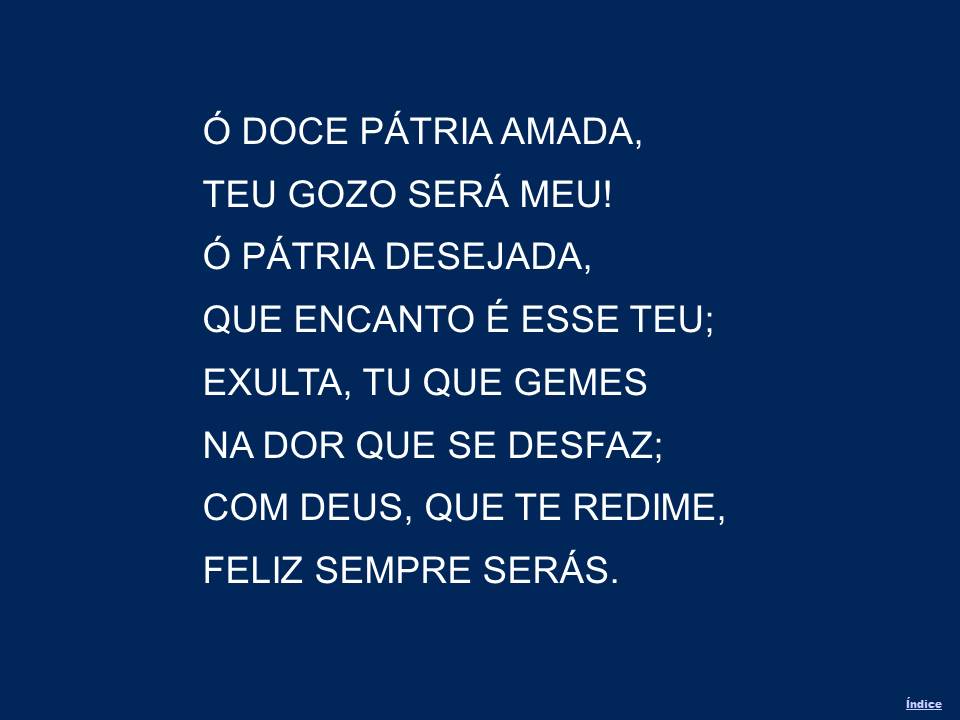 Ó DOCE PÁTRIA AMADA,
TEU GOZO SERÁ MEU!
Ó PÁTRIA DESEJADA,
QUE ENCANTO É ESSE TEU;
EXULTA, TU QUE GEMES
NA DOR QUE SE DESFAZ;
COM DEUS, QUE TE REDIME,
FELIZ SEMPRE SERÁS.
Índice